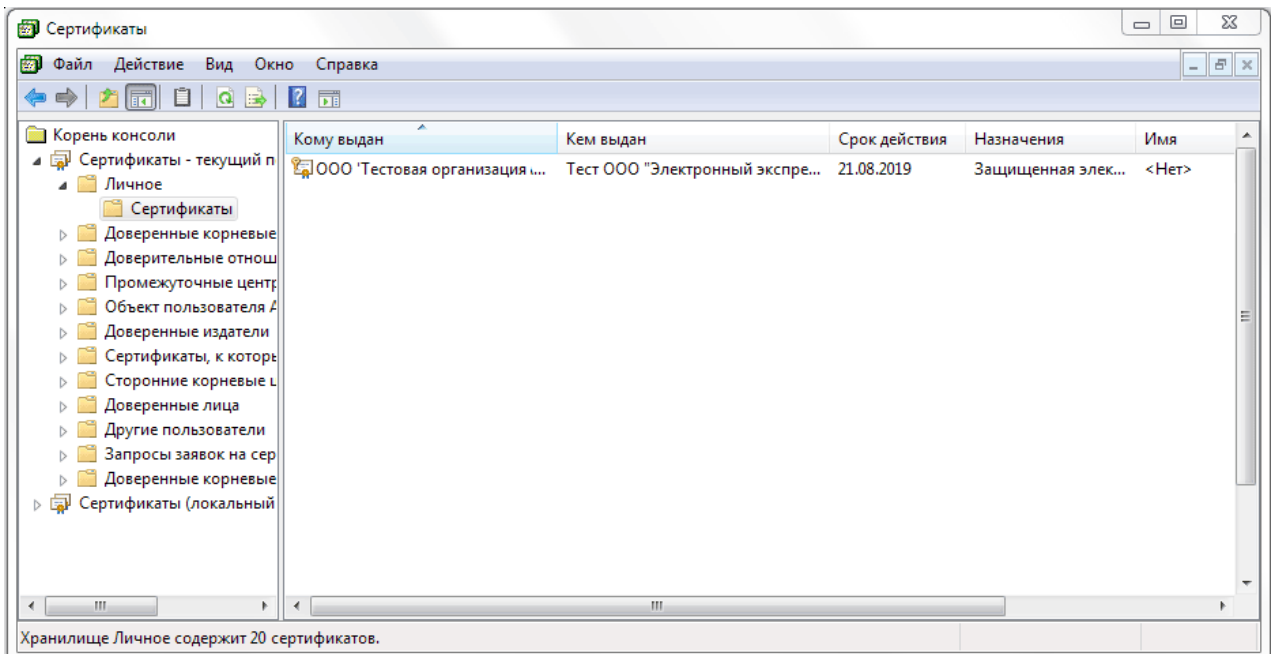 Сертификаты
Файл Действие Вид Окно Справка
Корень консоли
Сертификаты - текущий п
Личное
Сертификаты
Доверенные корневые
Доверительные отнош
Промежуточные центр
Объект пользователя A
Доверенные издатели
Сертификаты, к которы
Сторонние корневые ц
Доверенные лица
Другие пользователи
Запросы заявок на сер
Доверенные корневые
Сертификаты (локальный
Кому выдан Кем выдан Срок действия Назначения Имя
ООО 'Тестовая организация ... Тест ООО "Электронный экспре... 21.08.2019 Защищенная элек... <Нет>
Хранилище Личное содержит 20 сертификатов.